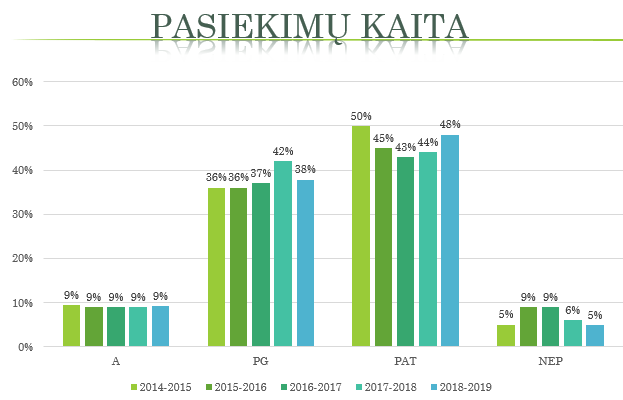 PASIEKIMŲ KAITA
60%
50%
40%
30%
20%
10%
0%
9% 9% 9% 9% 9%
36% 36% 37% 42% 38%
50% 45% 43% 44% 48%
5% 9% 9% 6% 5%
A PG PAT NEP
2014-2015 2015-2016 2016-2017 2017-2018 2018-2019